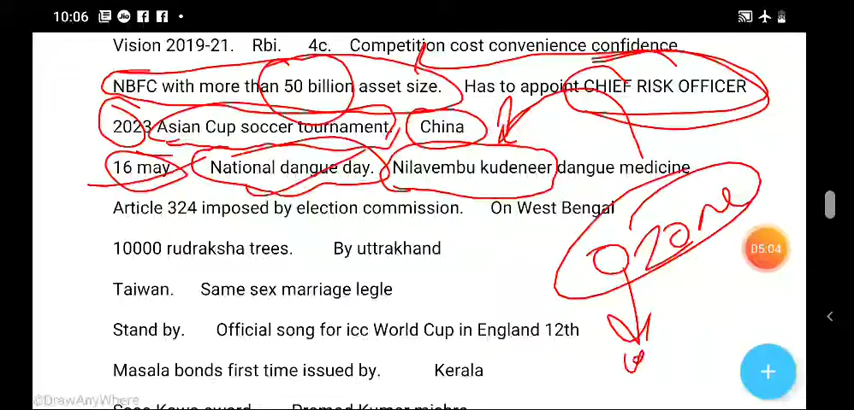 10:06
Vision 2019-21. Rbi. 4c. Competition cost convenience confidence
NBFC with more than 50 billion asset size. Has to appoint CHIEF RISK OFFICER
2023 Asian Cup soccer tournament. China
16 may National dangue day. Nilavembu kudeneer dangue medicine
Article 324 imposed by election commission. On West Bengal
ozone
10000 rudraksha trees. By uttrakhand
05:04
Taiwan. Same sex marriage legle
Stand by. Official song for icc World Cup in England 12th
Masala bonds first time issued by. Kerala
@DrawAnyWhere